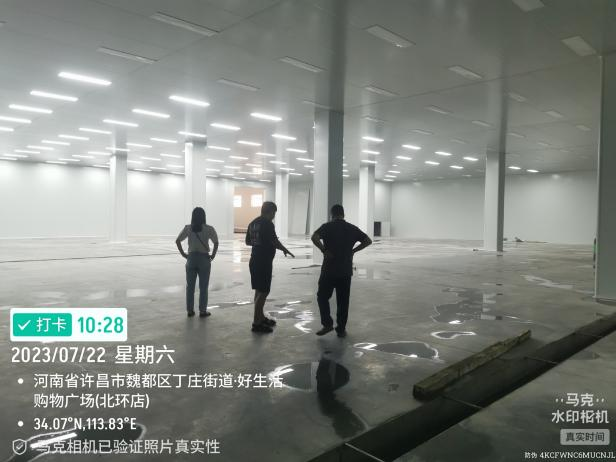 打卡 10:28
2023/07/22 星期六
河南省许昌市魏都区丁庄街道·好生活
购物广场(北环店)
34.07°N,113.83°E
马克相机已验证照片真实性
马克
水印相机
真实时间
防伪 4KCFWNC6MUCNJL